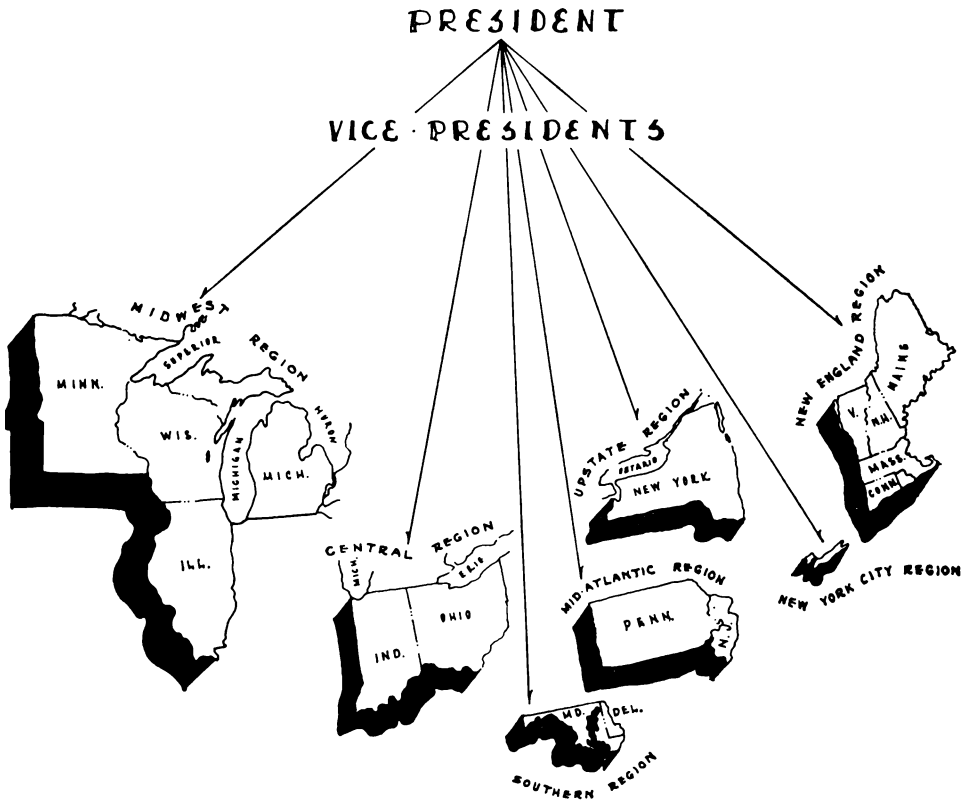 PRESIDENT
VICE·PRESIDENTS
MIDWEST REGION
SUPERIOR
MINN.
WIS.
MICHIGAN
MICH.
HURON
ILL.
CENTRAL REGION
MICH.
ERIE
OHIO
IND.
SOUTHERN REGION
MD.
DEL.
MID-ATLANTIC REGION
PENN.
N.J.
UPSTATE REGION
ONTARIO
NEW YORK
NEW YORK CITY REGION
NEW ENGLAND REGION
MAINE
V.
N.H.
MASS.
CONN.